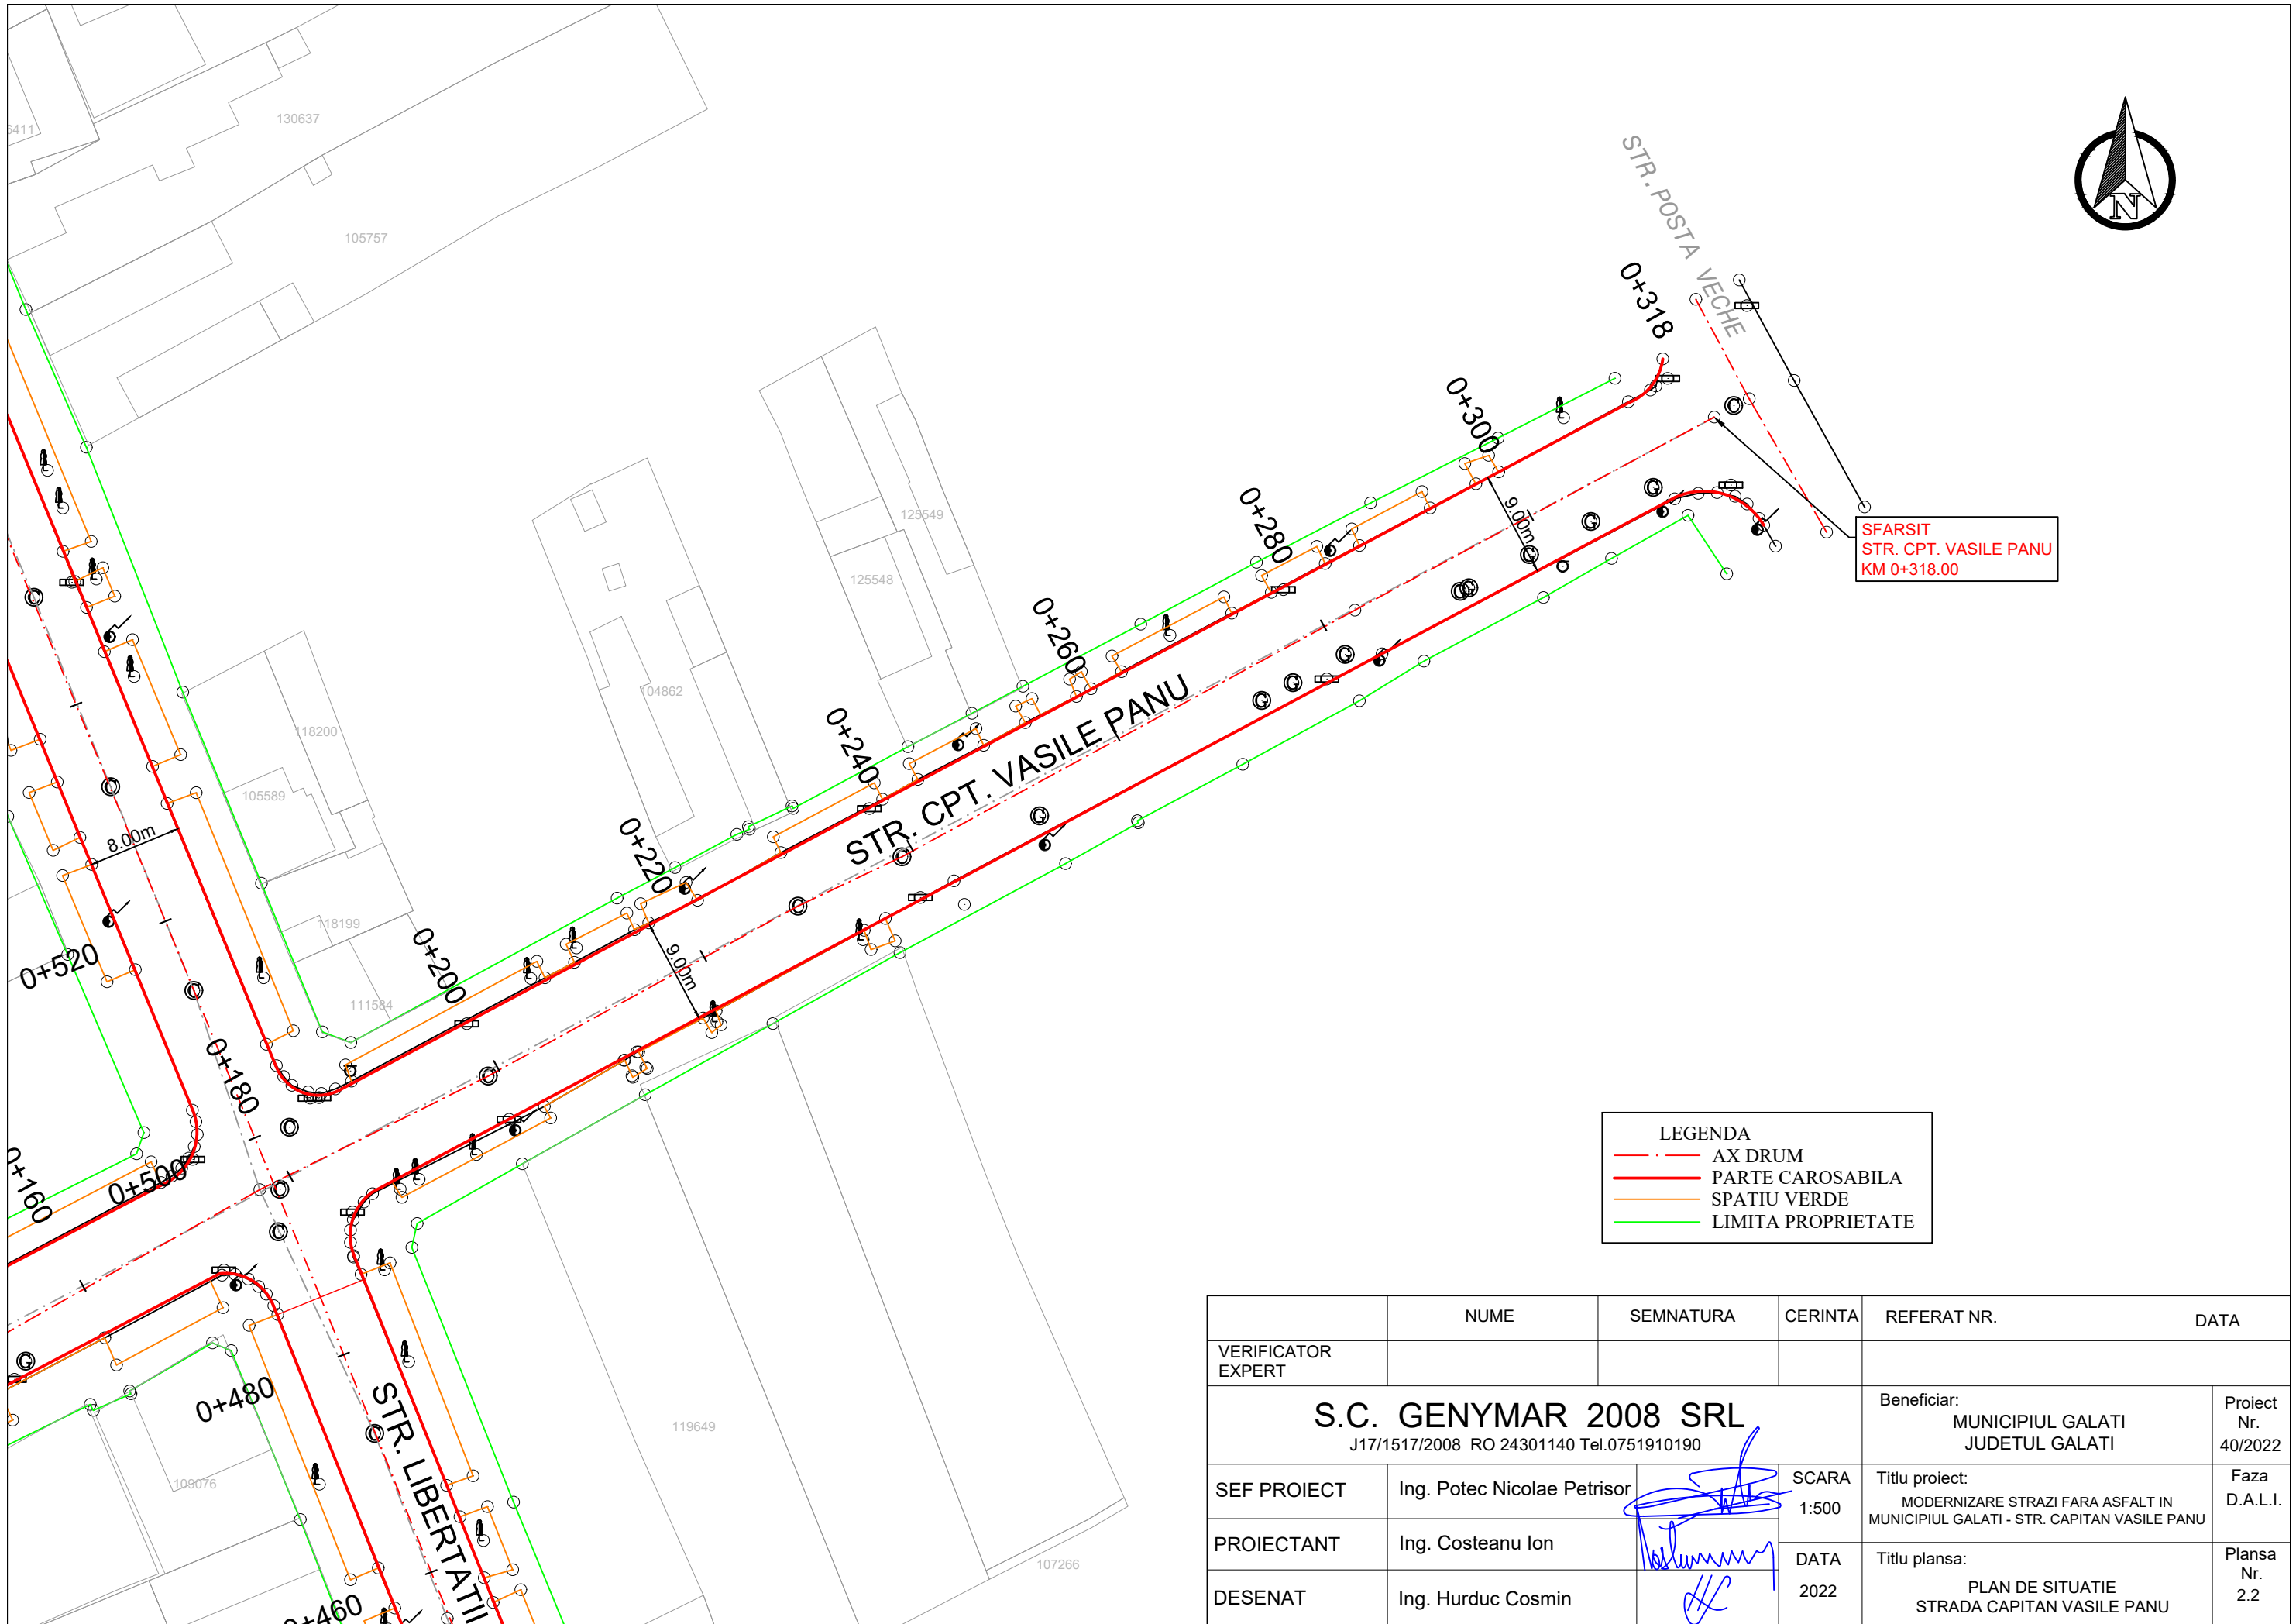 130637
105757
STR.POSTA VECHE
N
0+318
0+300
9.00m
SFARSIT
STR. CPT. VASILE PANU
KM 0+318.00
0+280
125549
125548
0+260
104862
0+240
STR. CPT. VASILE PANU
0+220
9.00m
118200
105589
8.00m
118199
111584
0+200
0+520
0+180
0+500
0+160
0+480
STR. LIBERTATII
0+460
109076
119649
107266
LEGENDA
AX DRUM
PARTE CAROSABILA
SPATIU VERDE
LIMITA PROPRIETATE
NUME SEMNATURA CERINTA REFERAT NR. DATA
VERIFICATOR
EXPERT
S.C. GENYMAR 2008 SRL
J17/1517/2008 RO 24301140 Tel.0751910190
Beneficiar:
MUNICIPIUL GALATI
JUDETUL GALATI
Proiect
Nr.
40/2022
SEF PROIECT Ing. Potec Nicolae Petrisor
SCARA
1:500
Titlu proiect:
MODERNIZARE STRAZI FARA ASFALT IN
MUNICIPIUL GALATI - STR. CAPITAN VASILE PANU
Faza
D.A.L.I.
PROIECTANT Ing. Costeanu Ion
DATA
2022
Titlu plansa:
PLAN DE SITUATIE
STRADA CAPITAN VASILE PANU
Plansa
Nr.
2.2
DESENAT Ing. Hurduc Cosmin